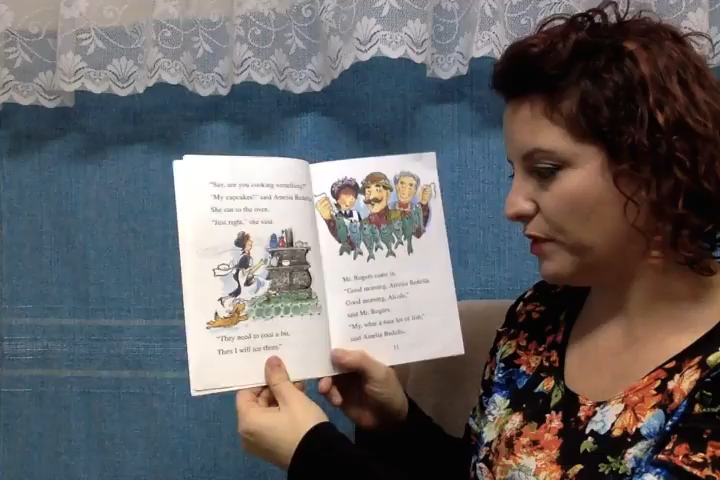 "Say, are you cooking something?"
"My cupcakes!" said Amelia Bedelia.
She ran to the oven.
"Just right," she said.
"They need to cool a bit.
Then I will ice them."
Mr. Rogers came in.
"Good morning, Amelia Bedelia.
Good morning, Alcolu,"
said Mr. Rogers.
"My, what a nice lot of fish,"
said Amelia Bedelia.
11